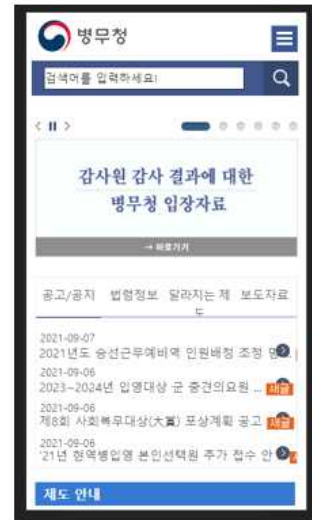 병무청
검색어를 입력하세요!
감사원 감사 결과에 대한
병무청 입장자료
→ 바로가기
공고/공지 법령정보 달라지는 제도 보도자료
2021-09-07
2021년도 승선근무예비역 인원배정 조정
2021-09-06
2023~2024년 입영대상 군 중견의요원 ... 새글
2021-09-06
제8회 사회복무대상(大賞) 포상계획 공고 새글
2021-09-06
'21년 현역병입영 본인선택원 추가 접수 안
제도 안내